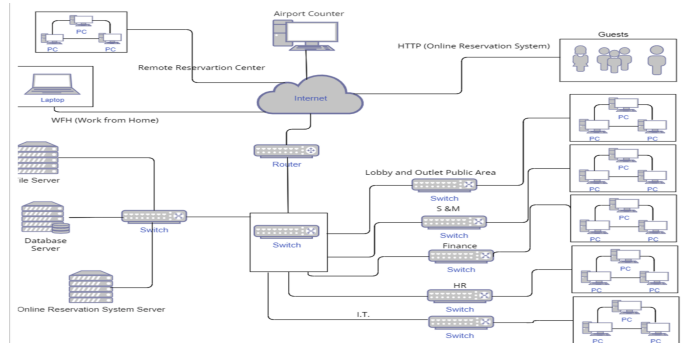 Airport Counter
PC
PC PC
Remote Reservartion Center
HTTP (Online Reservation System)
Guests
Laptop
WFH (Work from Home)
Internet
Router
ile Server
Database
Server
Online Reservation System Server
Switch
Switch
Lobby and Outlet Public Area
Switch
S &M
Switch
Finance
Switch
HR
Switch
I.T.
Switch
PC
PC PC
PC
PC PC
PC
PC PC
PC
PC PC
PC
PC PC